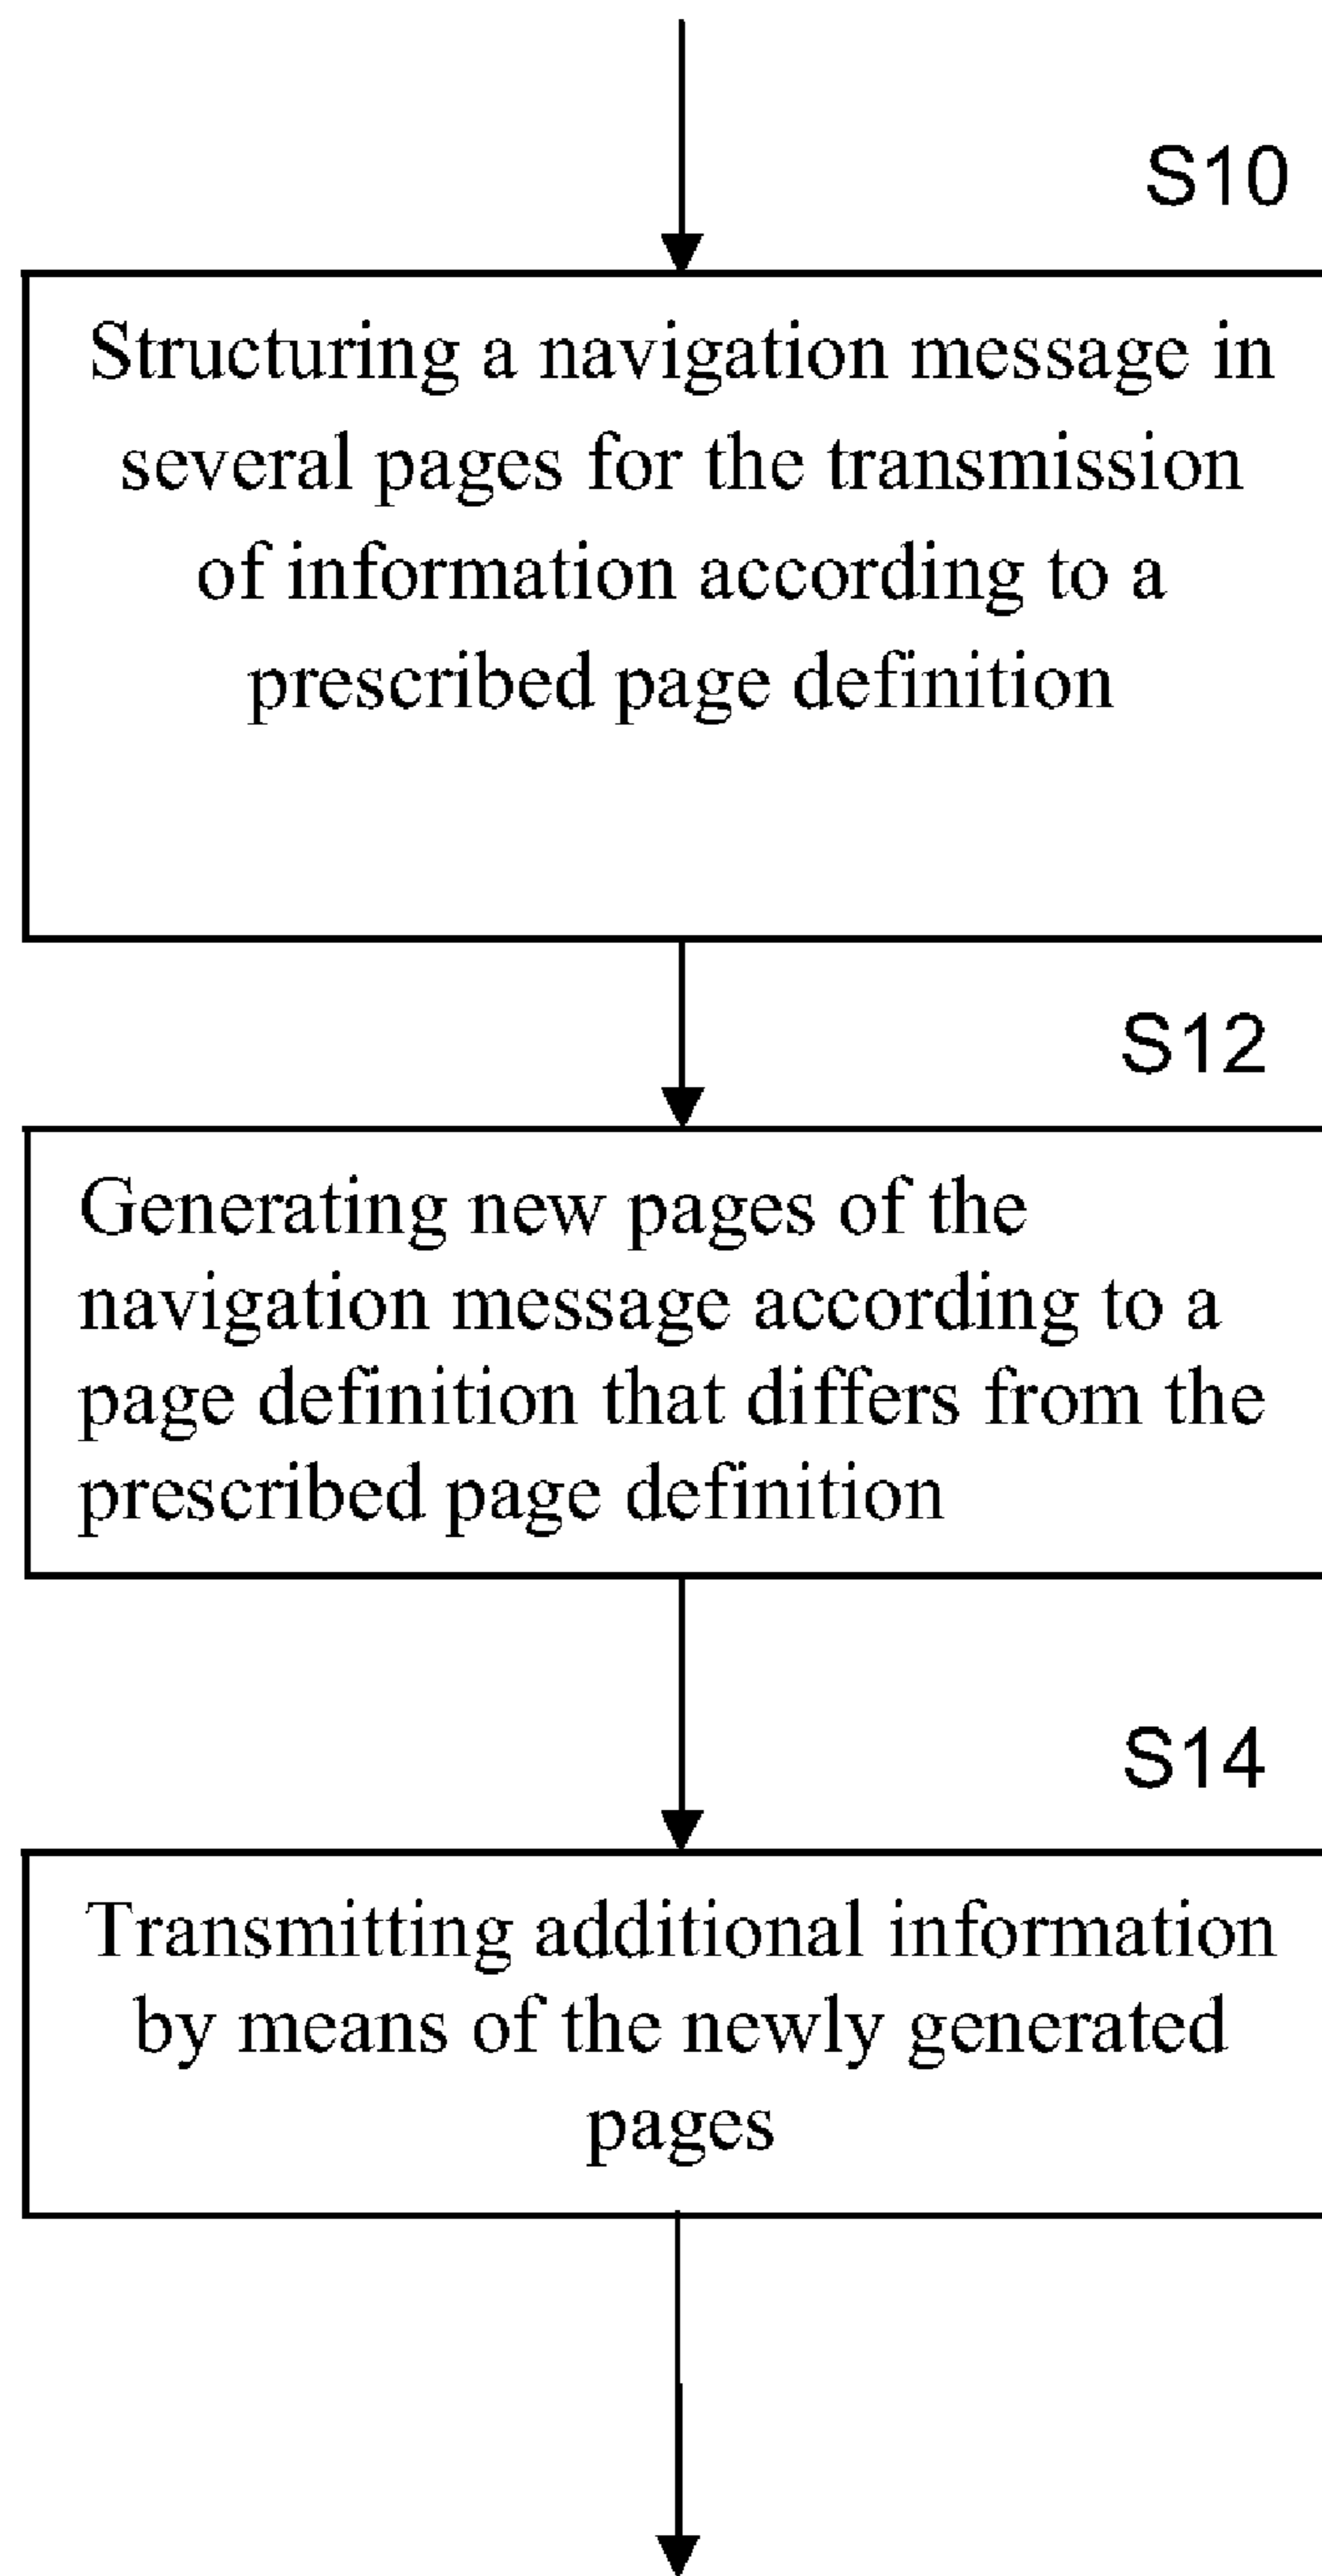 S10
Structuring a navigation message in
several pages for the transmission
of information according to a
prescribed page definition
S12
Generating new pages of the
navigation message according to a
page definition that differs from the
prescribed page definition
S14
Transmitting additional information
by means of the newly generated
pages